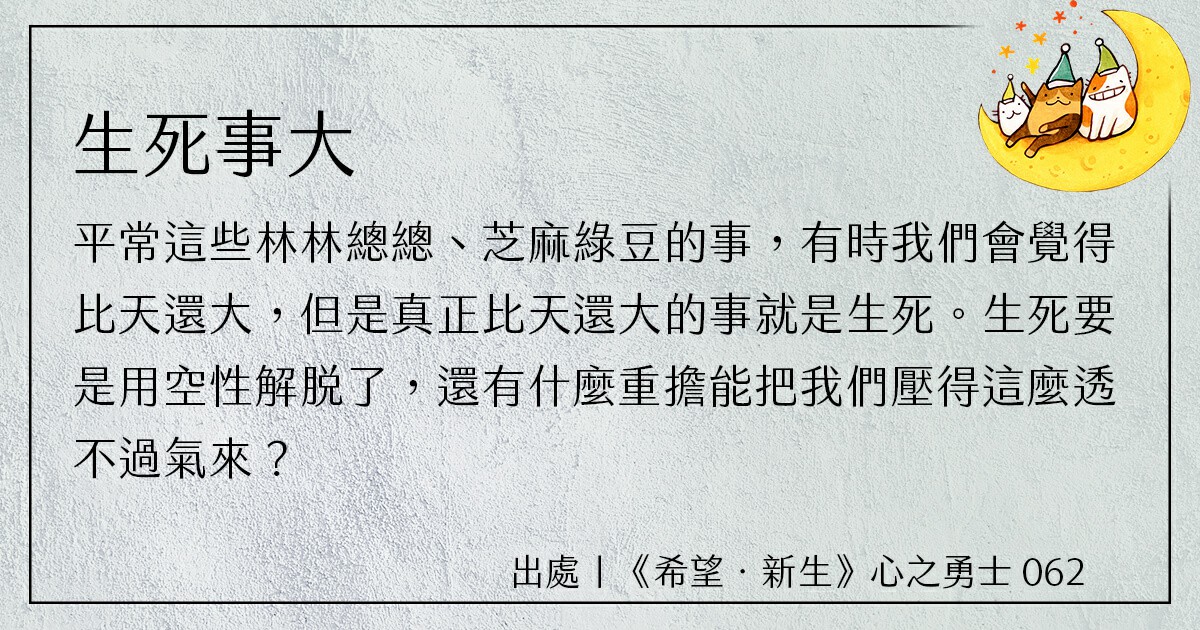 生死事大
平常這些林林總總、芝麻綠豆的事，有時我們會覺得
比天還大，但是真正比天還大的事就是生死。生死要
是用空性解脫了，還有什麼重擔能把我們壓得這麼透
不過氣來？
出處｜《希望．新生》心之勇士 062